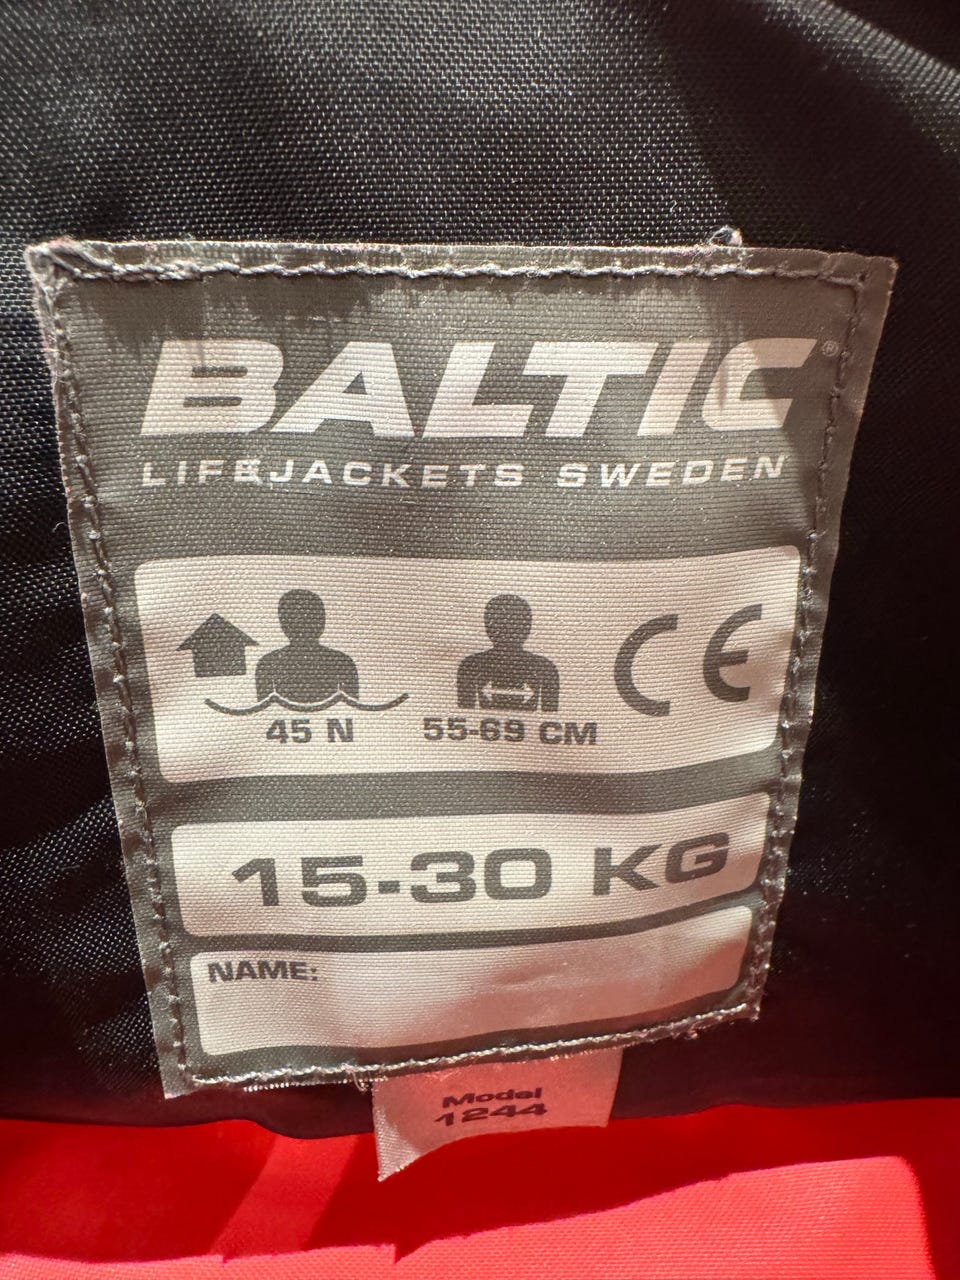 BALTIC®
LIFEJACKETS SWEDEN
45 N 55-69 CM CE
15-30 KG
NAME:
Model
1244